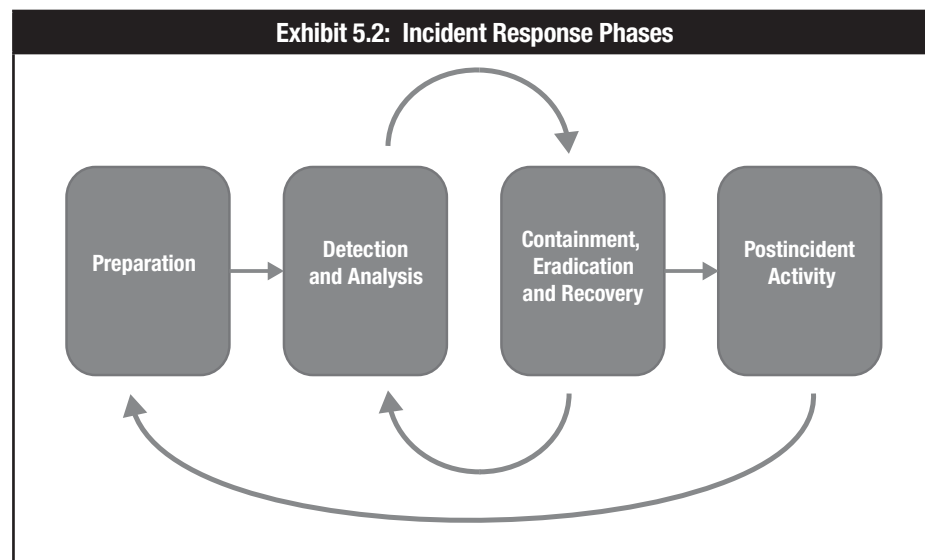 Exhibit 5.2: Incident Response Phases
Preparation
Detection
and Analysis
Containment,
Eradication
and Recovery
Postincident
Activity